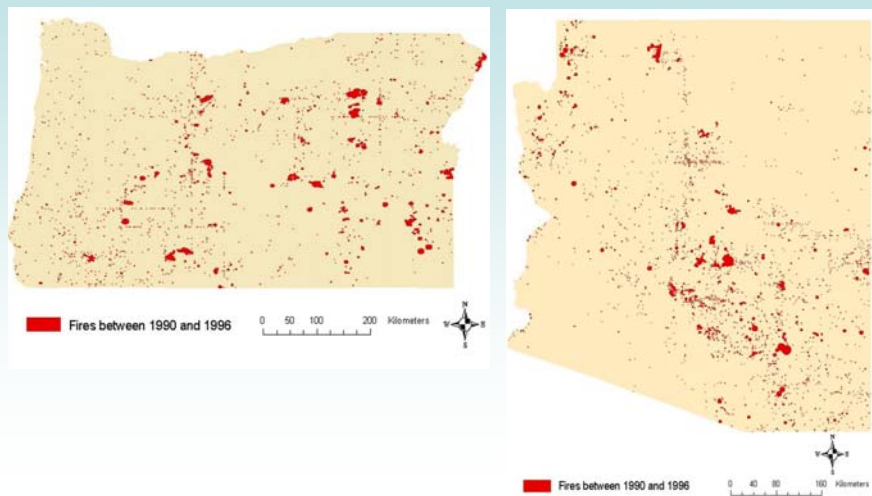 N
W E
S
Fires between 1990 and 1996
0 50 100 200 Kilometers
N
W E
S
Fires between 1990 and 1996
0 40 80 160 Kilometers